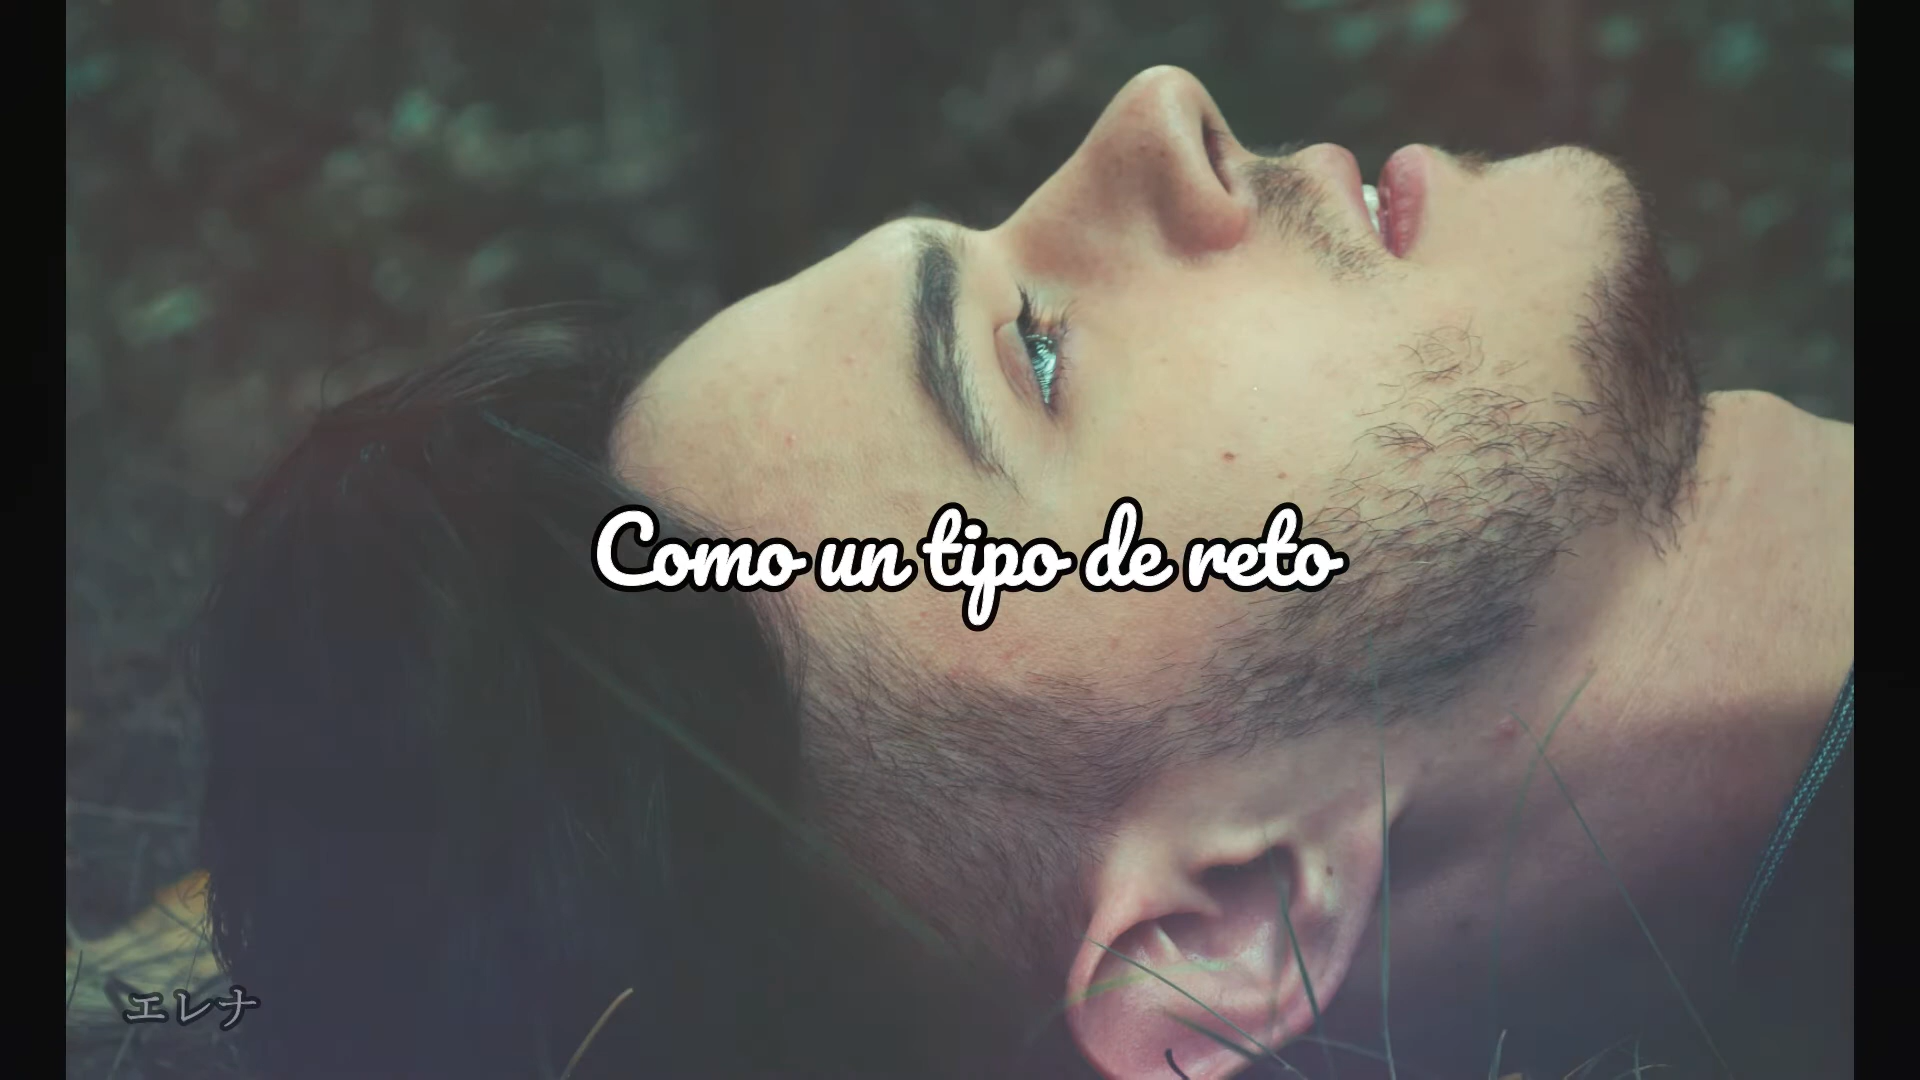 Como un tipo de reto
エレナ